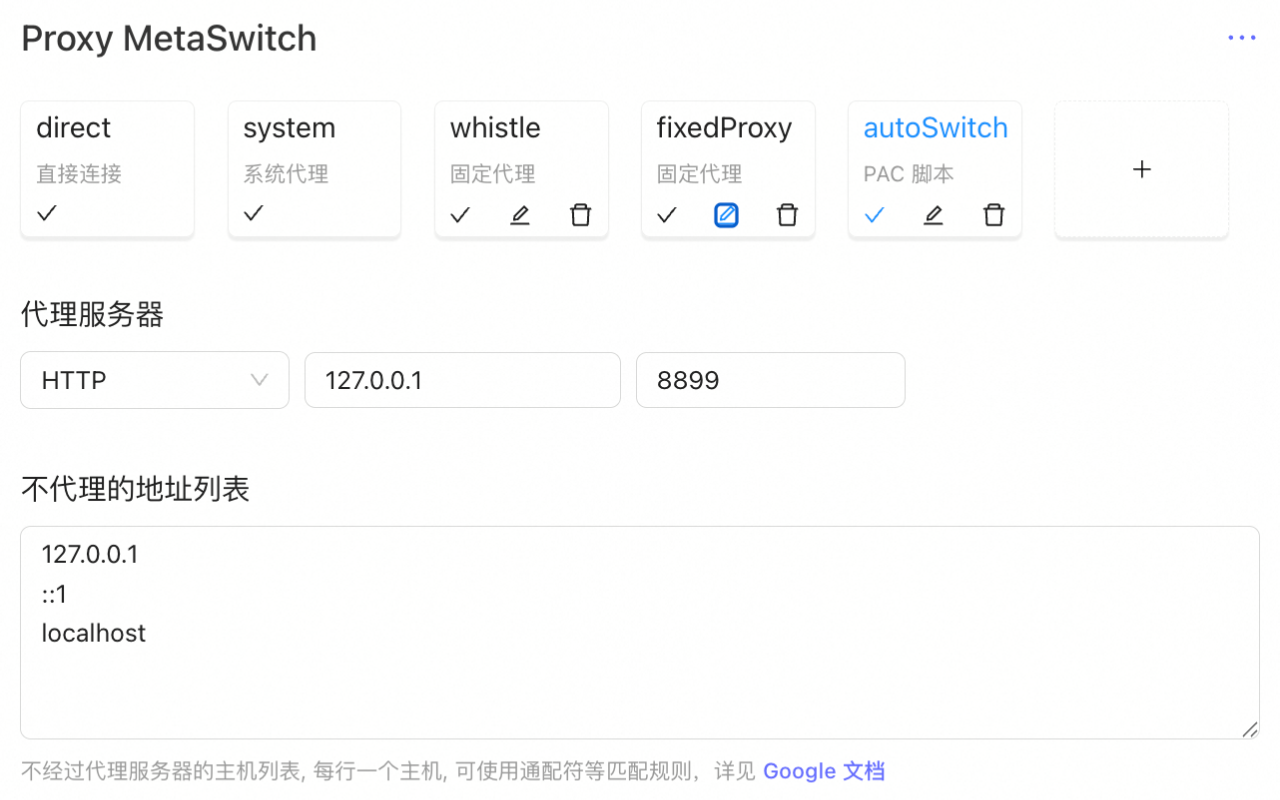 Proxy MetaSwitch
direct
直接连接
system
系统代理
whistle
固定代理
fixedProxy
固定代理
autoSwitch
PAC 脚本
代理服务器
HTTP
127.0.0.1
8899
不代理的地址列表
127.0.0.1
::1
localhost
不经过代理服务器的主机列表, 每行一个主机, 可使用通配符等匹配规则，详见 Google 文档